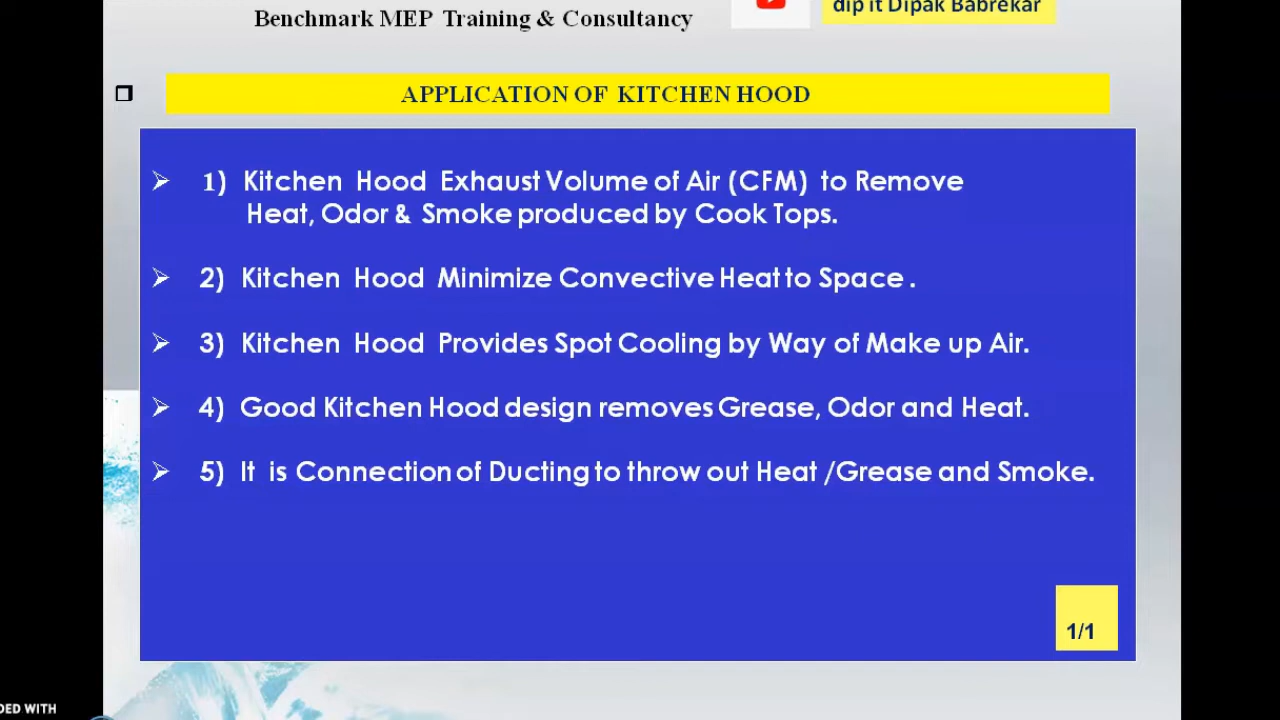 Benchmark MEP Training & Consultancy
dip it Dipak Babrekar
APPLICATION OF KITCHEN HOOD
1) Kitchen Hood Exhaust Volume of Air (CFM) to Remove
Heat, Odor & Smoke produced by Cook Tops.
2) Kitchen Hood Minimize Convective Heat to Space .
3) Kitchen Hood Provides Spot Cooling by Way of Make up Air.
4) Good Kitchen Hood design removes Grease, Odor and Heat.
5) It is Connection of Ducting to throw out Heat /Grease and Smoke.
1/1
DED WITH